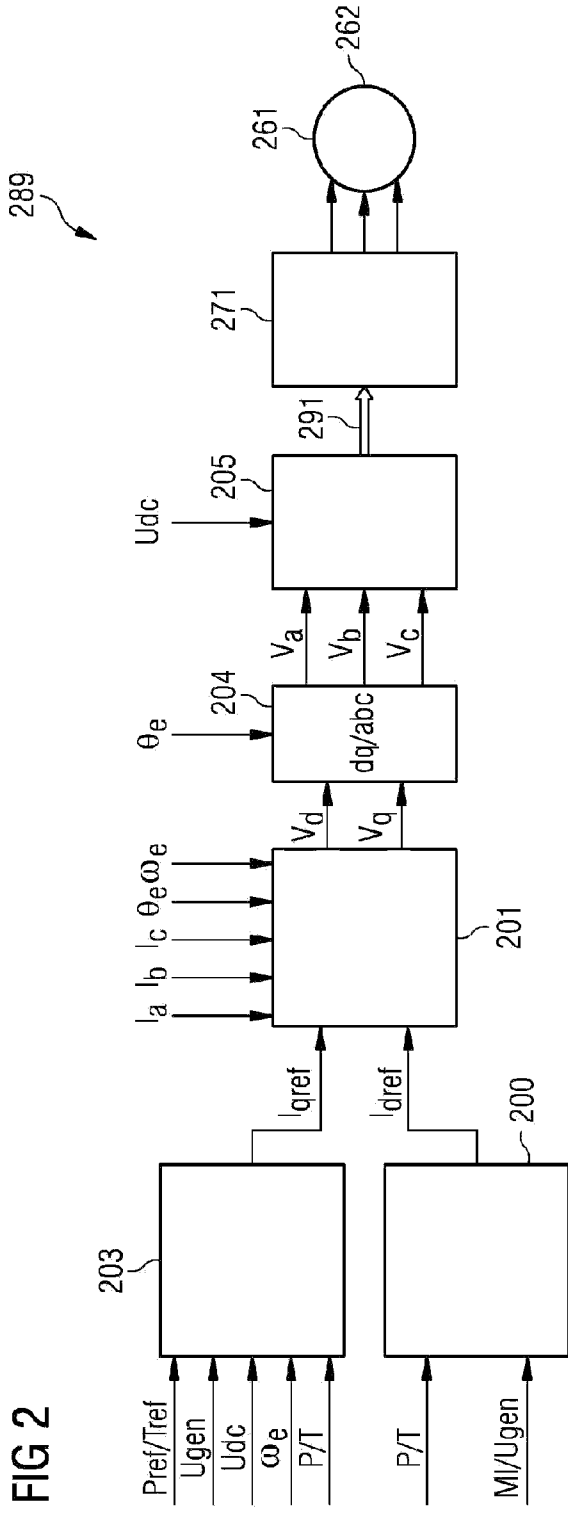 FIG 2
289
Pref/Tref
Ugen
Udc
ωe
P/T
203
Iqref
P/T
MI/Ugen
200
Idref
Ia
Ib
Ic
θe
ωe
201
Vd
Vq
θe
204
dq/abc
Va
Vb
Vc
Udc
205
291
271
261
262